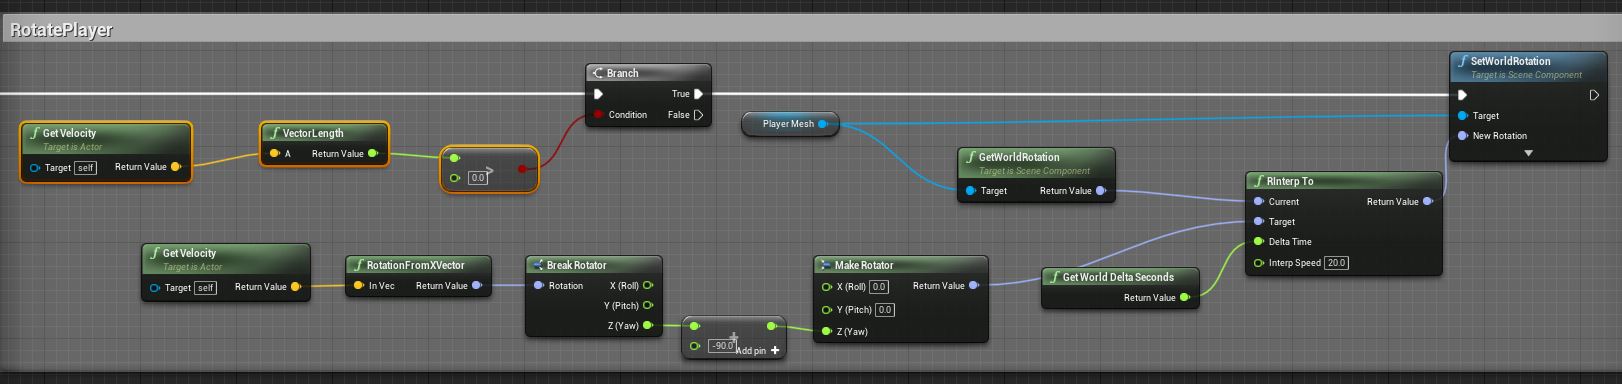 RotatePlayer
Get Velocity
Target is Actor
Target self Return Value
VectorLength
A Return Value
>
0.0
Branch
True
Condition False
Player Mesh
GetWorldRotation
Target is Scene Component
Target Return Value
SetWorldRotation
Target is Scene Component
Target
New Rotation
RInterp To
Current Return Value
Target
Delta Time
Interp Speed 20.0
Get Velocity
Target is Actor
Target self Return Value
RotationFromXVector
In Vec Return Value
Break Rotator
Rotation X (Roll)
Y (Pitch)
Z (Yaw)
+
-90.0 Add pin +
Make Rotator
X (Roll) 0.0 Return Value
Y (Pitch) 0.0
Z (Yaw)
Get World Delta Seconds
Return Value